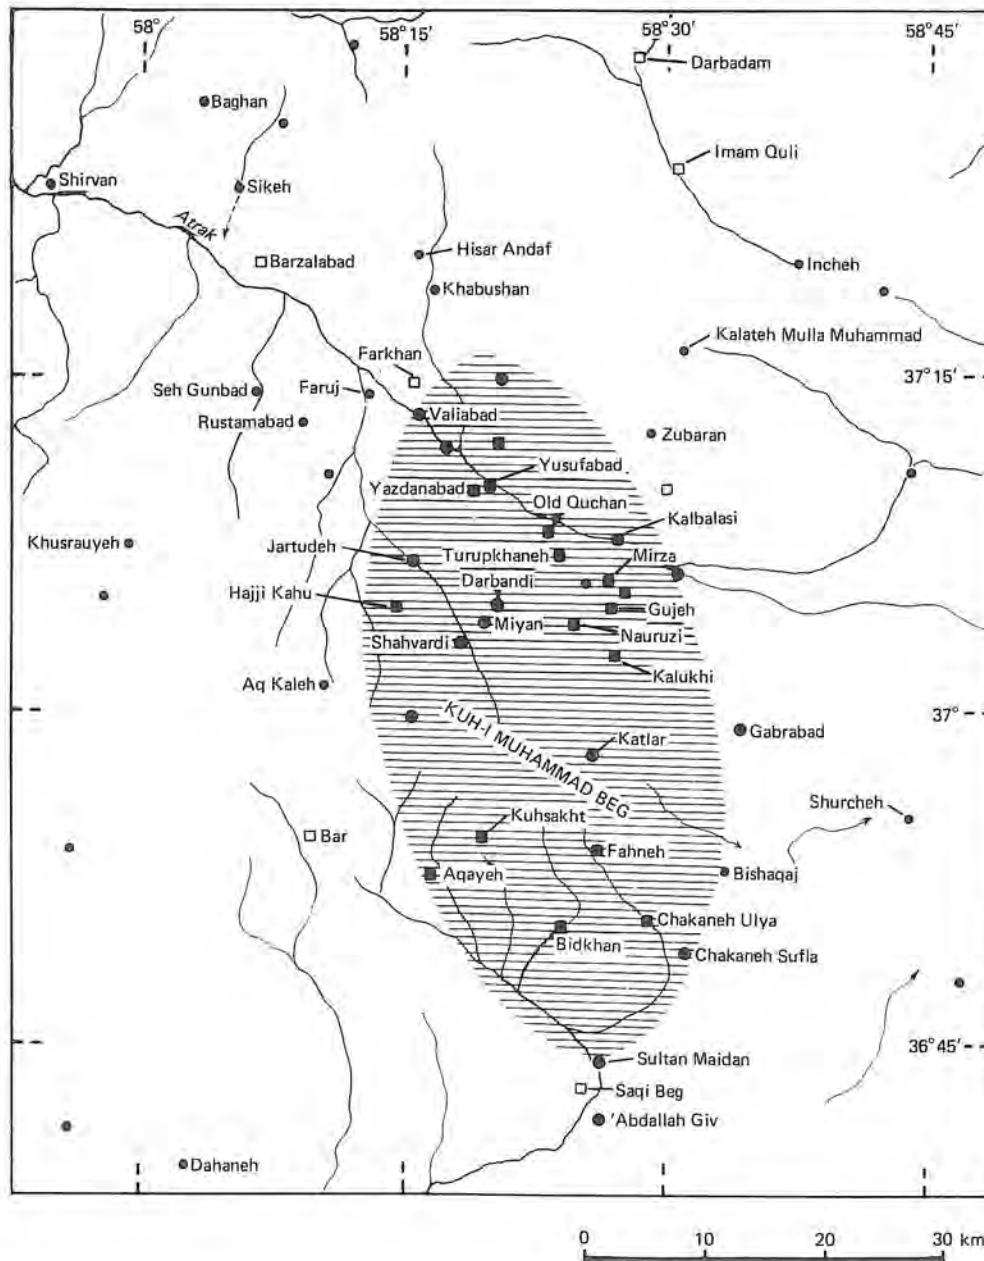 58°
58° 15′
58° 30′
58° 45′
Darbadam
Baghan
Imam Quli
Shirvan
Sikeh
Atrak
Hisar Andaf
Barzalabad
Incheh
Khabushan
Kalateh Mulla Muhammad
Farkhan
37° 15′
Seh Gunbad
Faruj
Valiabad
Rustamabad
Zubaran
Yusufabad
Yazdanabad
Old Quchan
Kalbalasi
Khusrauyeh
Jartudeh
Turupkhaneh
Mirza
Darbandi
Hajji Kahu
Gujeh
Miyan
Nauruzi
Shahvardi
Kalukhi
Aq Kaleh
37°
KUH-I MUHAMMAD BEG
Gabrabad
Katlar
Shurcheh
Kuhsakht
Bar
Fahneh
Aqayeh
Bishaqaj
Chakaneh Ulya
Bidkhan
Chakaneh Sufla
36° 45′
Sultan Maidan
Saqi Beg
'Abdallah Giv
Dahaneh
0 10 20 30 km